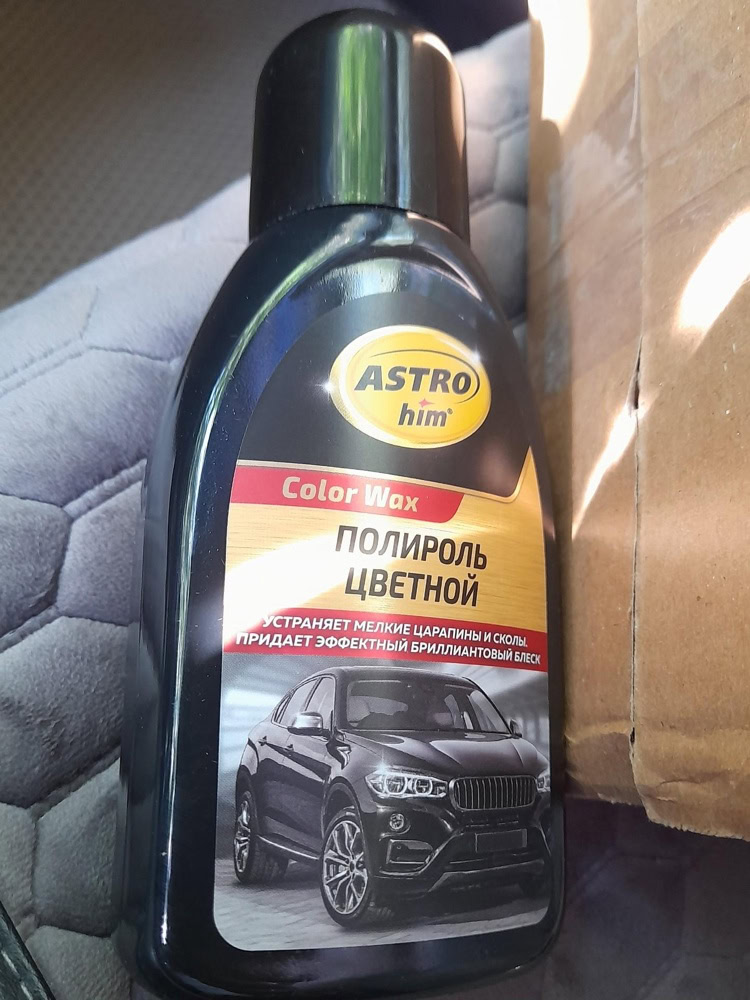 ASTRO
him®
Color Wax
ПОЛИРОЛЬ
ЦВЕТНОЙ
УСТРАНЯЕТ МЕЛКИЕ ЦАРАПИНЫ И СКОЛЫ.
ПРИДАЕТ ЭФФЕКТНЫЙ БРИЛЛИАНТОВЫЙ БЛЕСК